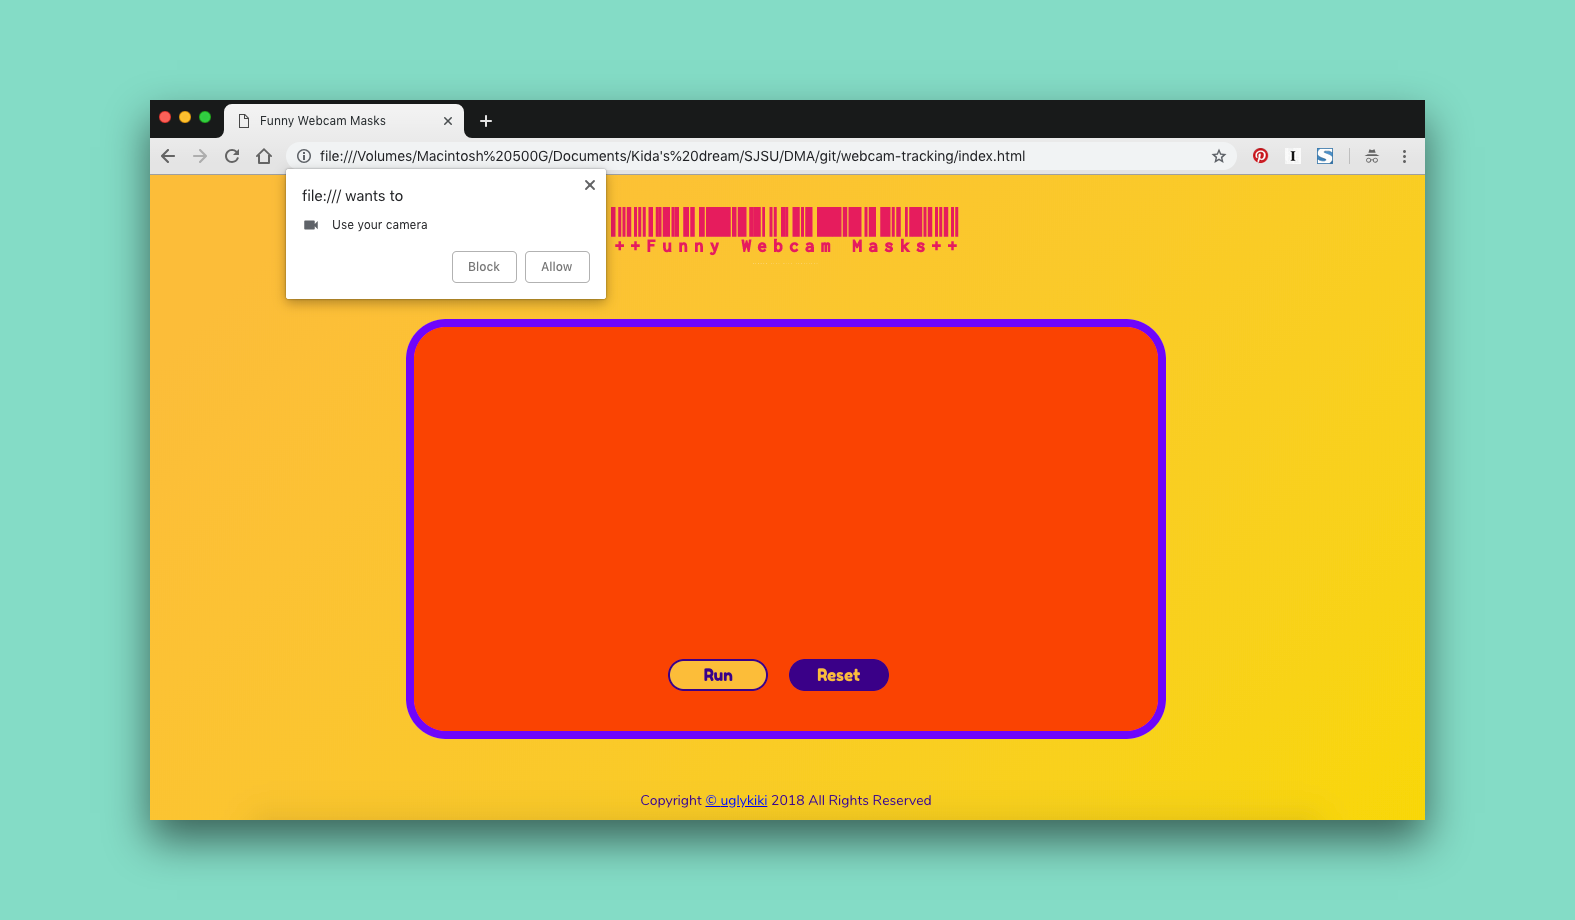 Funny Webcam Masks
file:///Volumes/Macintosh%20500G/Documents/Kida's%20dream/SJSU/DMA/git/webcam-tracking/index.html
file:/// wants to
Use your camera
Block Allow
++Funny Webcam Masks++
Run Reset
Copyright © uglykiki 2018 All Rights Reserved